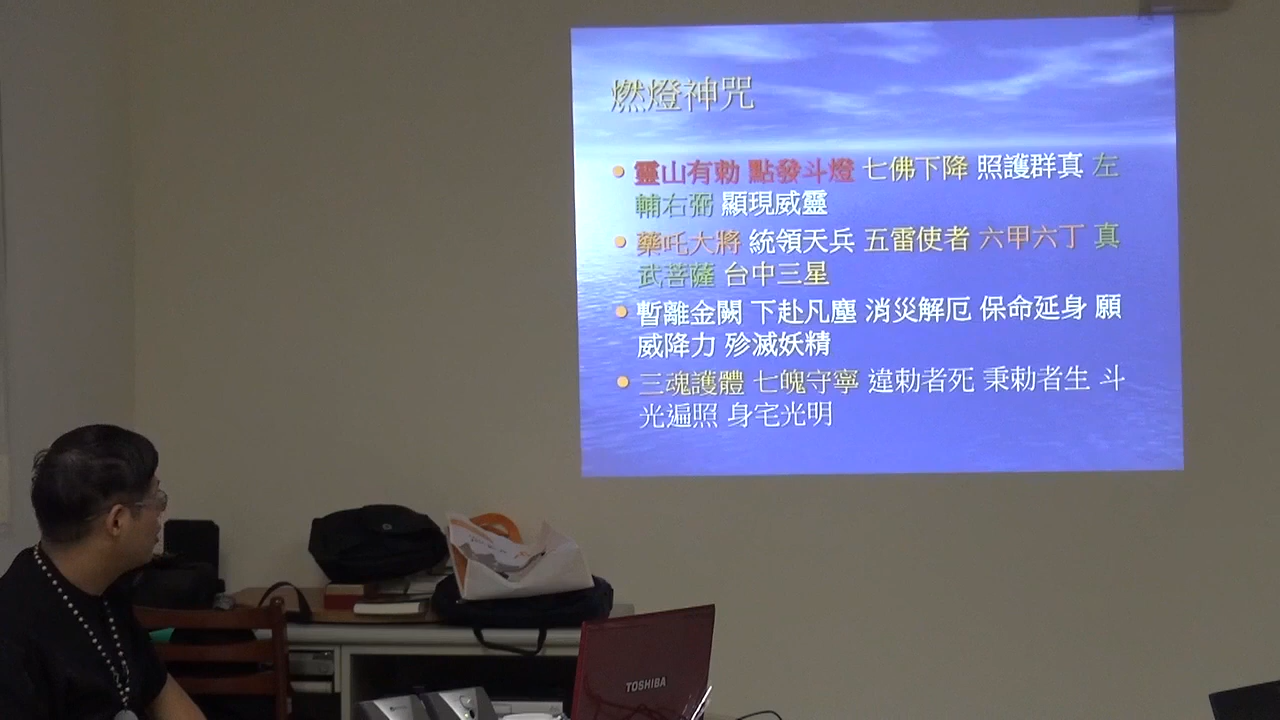 燃燈神咒
靈山有勅 點發斗燈 七佛下降 照護群真 左
輔右弼 顯現威靈
藥吒大將 統領天兵 五雷使者 六甲六丁 真
武菩薩 台中三星
暫離金闕 下赴凡塵 消災解厄 保命延身 願
威降力 殄滅妖精
三魂護體 七魄守寧 違勅者死 秉勅者生 斗
光遍照 身宅光明
TOSHIBA